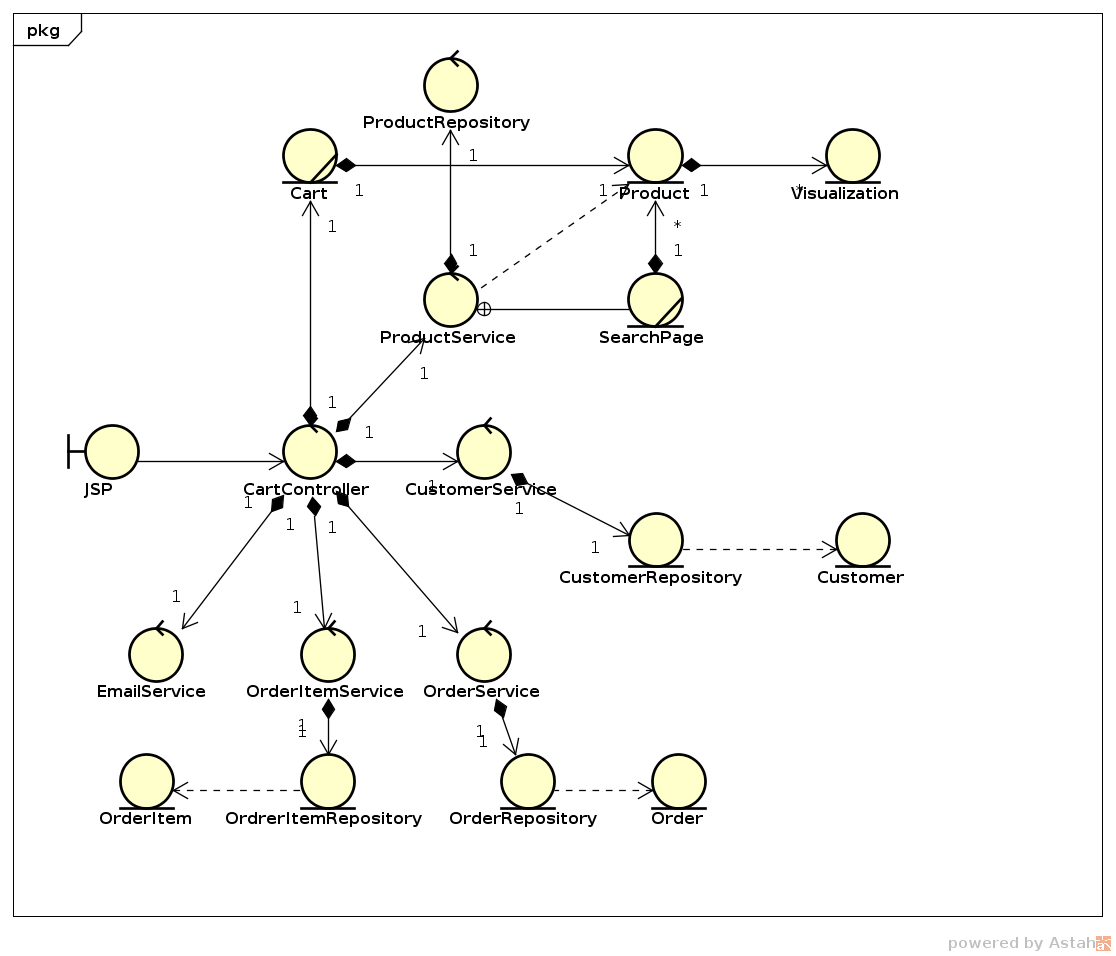 pkg
ProductRepository
1
Cart
1
1
Product
1
*
Visualization
1
*
1
1
ProductService
SearchPage
1
1
1
JSP
CartController
1
CustomerService
1
1
1
1
1
CustomerRepository
Customer
1
1
1
EmailService
OrderItemService
OrderService
1
1
1
1
OrderItem
OrdrerItemRepository
OrderRepository
Order
powered by Astah